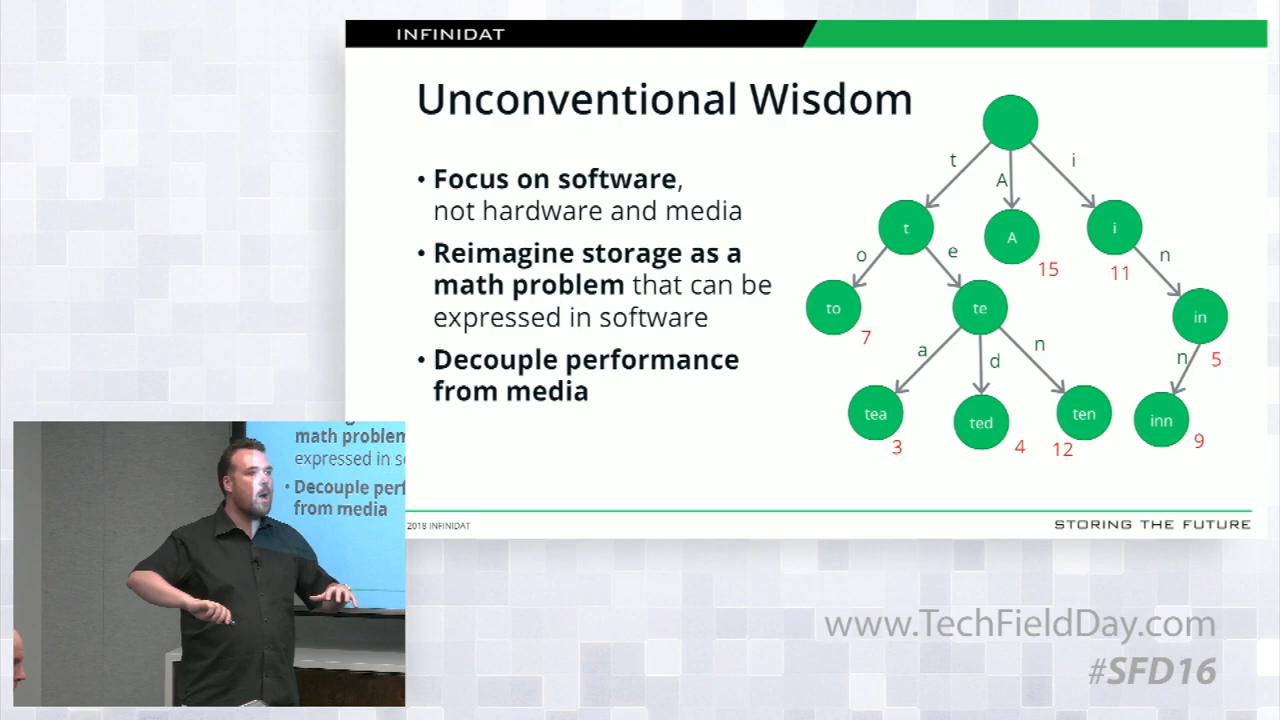 INFINIDAT
Unconventional Wisdom
• Focus on software,
not hardware and media
• Reimagine storage as a
math problem that can be
expressed in software
• Decouple performance
from media
t
A
i
t
A
i
15
11
o
e
n
to
te
in
7
5
a
d
n
n
tea
ted
ten
inn
3
4
12
9
2018 INFINIDAT
STORING THE FUTURE
math problem
expressed in s
• Decouple perf
from media
www.TechFieldDay.com
#SFD16